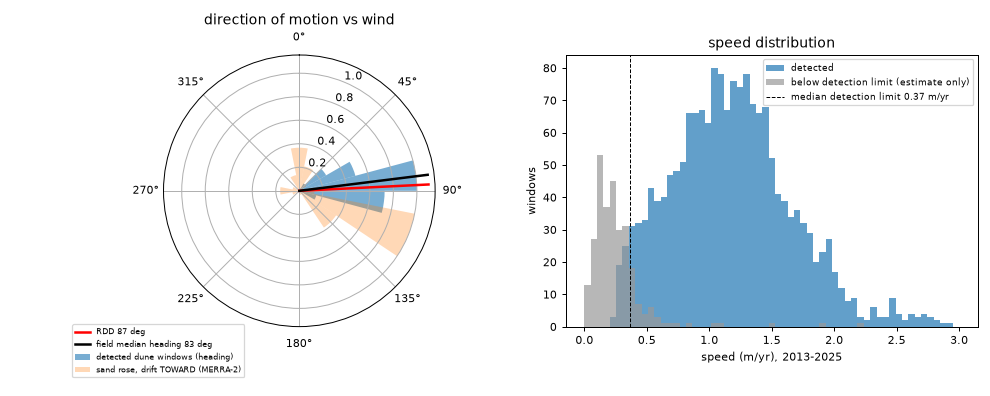 direction of motion vs wind
0°
45°
90°
135°
180°
225°
270°
315°
0.2
0.4
0.6
0.8
1.0
RDD 87 deg
field median heading 83 deg
detected dune windows (heading)
sand rose, drift TOWARD (MERRA-2)
speed distribution
detected
below detection limit (estimate only)
median detection limit 0.37 m/yr
windows
80
70
60
50
40
30
20
10
0
0.0 0.5 1.0 1.5 2.0 2.5 3.0
speed (m/yr), 2013-2025